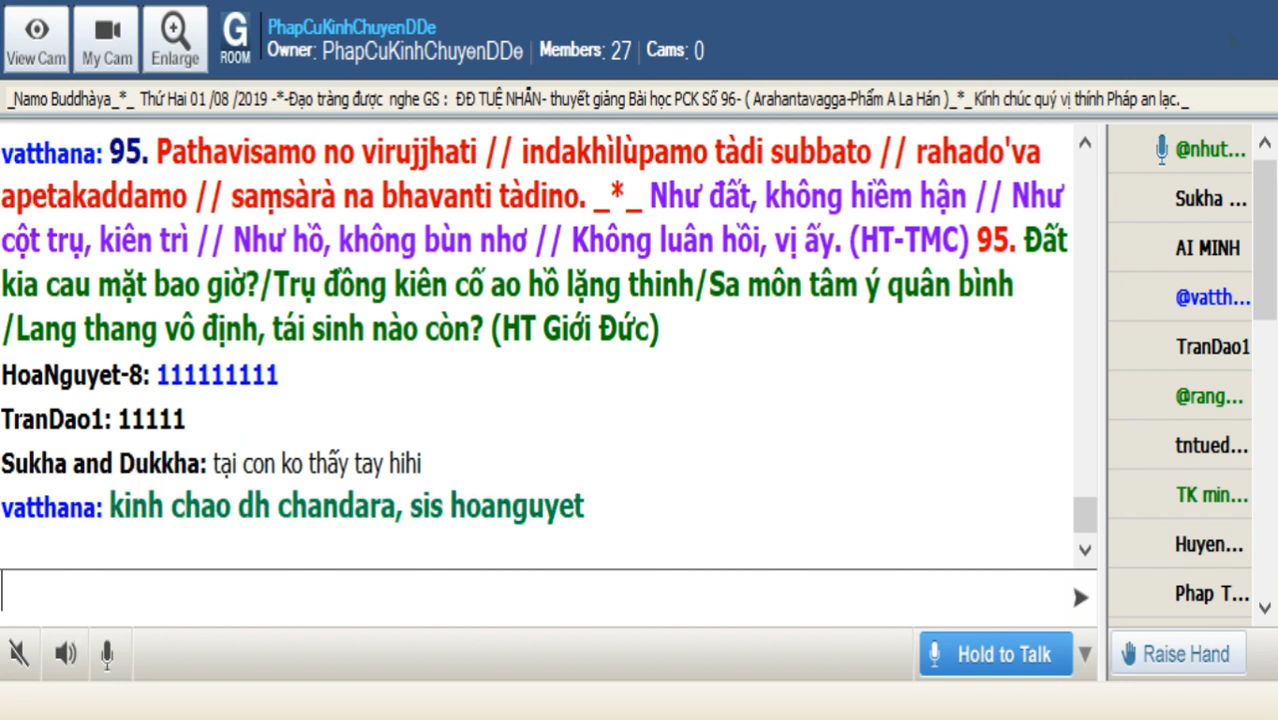 View Cam
My Cam
Enlarge
G
ROOM
PhapCuKinhChuyenDDe
Owner: PhapCuKinhChuyenDDe | Members: 27 | Cams: 0
_Namo Buddhàya_*_ Thứ Hai 01 /08 /2019 -*-Đạo tràng được nghe GS : ĐĐ TUỆ NHẪN- thuyết giảng Bài học PCK Số 96- ( Arahantavagga-Phẩm A La Hán )_*_Kính chúc quý vị thính Pháp an lạc._
vatthana: 95. Pathavisamo no virujjhati // indakhìlùpamo tàdi subbato // rahado'va
apetakaddamo // saṃsàrà na bhavanti tàdino. _*_ Như đất, không hiềm hận // Như
cột trụ, kiên trì // Như hồ, không bùn nhơ // Không luân hồi, vị ấy. (HT-TMC) 95. Đất
kia cau mặt bao giờ?/Trụ đồng kiên cố ao hồ lặng thinh/Sa môn tâm ý quân bình
/Lang thang vô định, tái sinh nào còn? (HT Giới Đức)
HoaNguyet-8: 111111111
TranDao1: 11111
Sukha and Dukkha: tại con ko thấy tay hihi
vatthana: kinh chao dh chandara, sis hoanguyet
@nhut...
Sukha ...
AI MINH
@vatth...
TranDao1
@rang...
tntued...
TK min...
Huyen...
Phap T...
Hold to Talk
Raise Hand